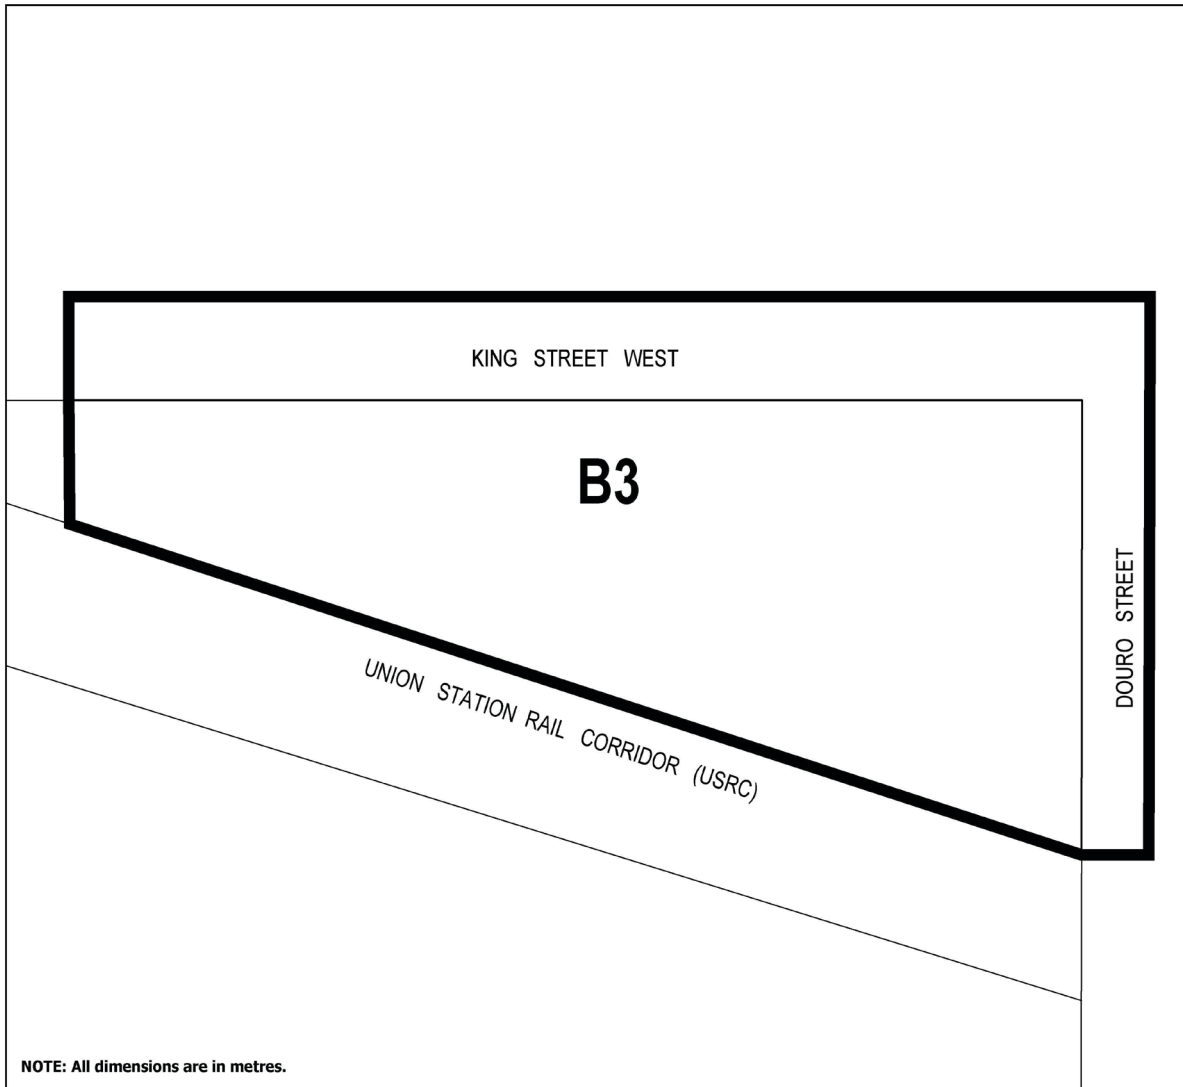 KING STREET WEST
B3
DOURO STREET
UNION STATION RAIL CORRIDOR (USRC)
NOTE: All dimensions are in metres.